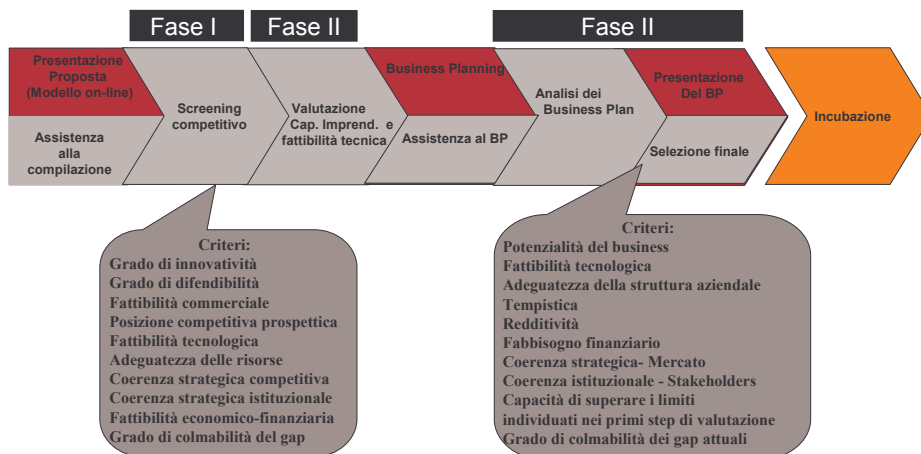 Fase I
Fase II
Fase II
Presentazione
Proposta
(Modello on-line)
Assistenza
alla
compilazione
Screening
competitivo
Valutazione
Cap. Imprend. e
fattibilità tecnica
Business Planning
Assistenza al BP
Analisi dei
Business Plan
Presentazione
Del BP
Selezione finale
Incubazione
Criteri:
Grado di innovatività
Grado di difendibilità
Fattibilità commerciale
Posizione competitiva prospettica
Fattibilità tecnologica
Adeguatezza delle risorse
Coerenza strategica competitiva
Coerenza strategica istituzionale
Fattibilità economico-finanziaria
Grado di colmabilità del gap
Criteri:
Potenzialità del business
Fattibilità tecnologica
Adeguatezza della struttura aziendale
Tempistica
Redditività
Fabbisogno finanziario
Coerenza strategica- Mercato
Coerenza istituzionale - Stakeholders
Capacità di superare i limiti
individuati nei primi step di valutazione
Grado di colmabilità dei gap attuali